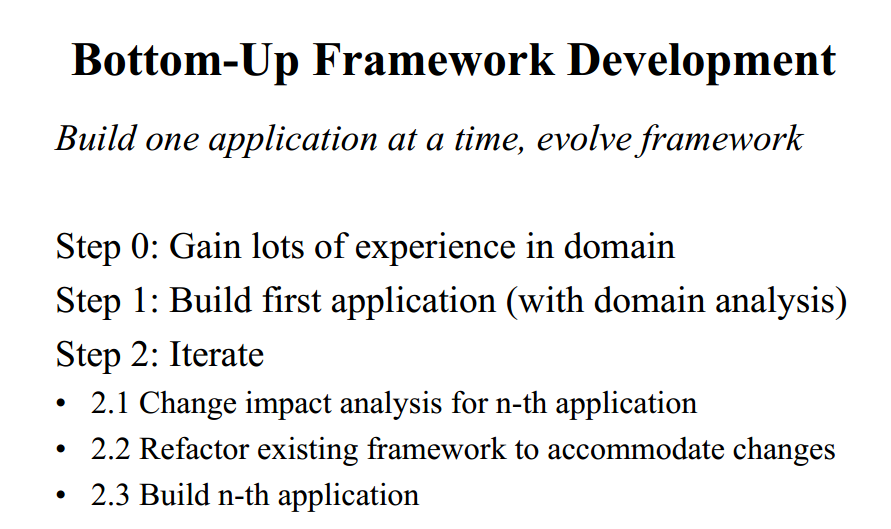 Bottom-Up Framework Development
Build one application at a time, evolve framework
Step 0: Gain lots of experience in domain
Step 1: Build first application (with domain analysis)
Step 2: Iterate
• 2.1 Change impact analysis for n-th application
• 2.2 Refactor existing framework to accommodate changes
• 2.3 Build n-th application